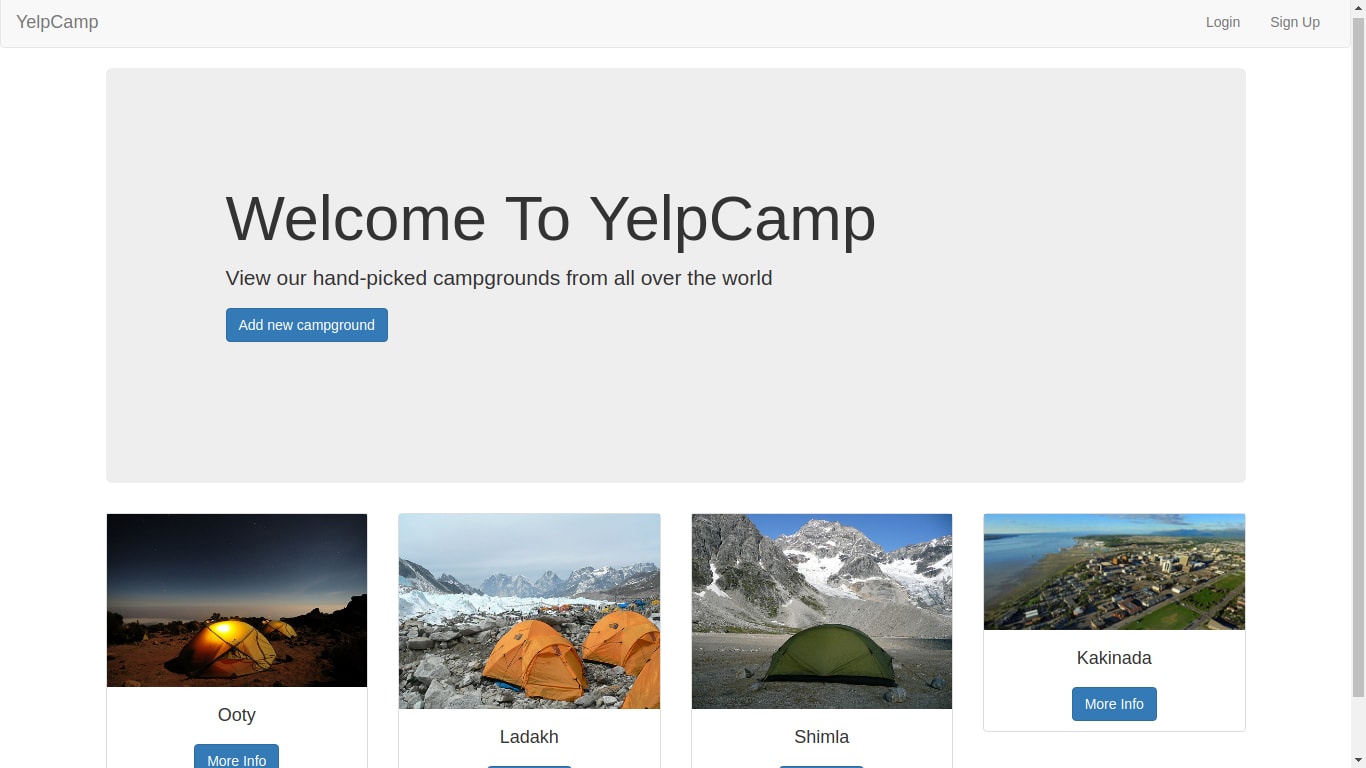 YelpCamp
Login
Sign Up
Welcome To YelpCamp
View our hand-picked campgrounds from all over the world
Add new campground
Ooty
More Info
Ladakh
Shimla
Kakinada
More Info